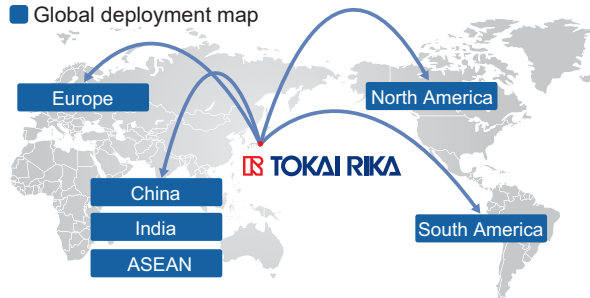 Global deployment map
Europe
North America
TOKAI RIKA
China
India
ASEAN
South America